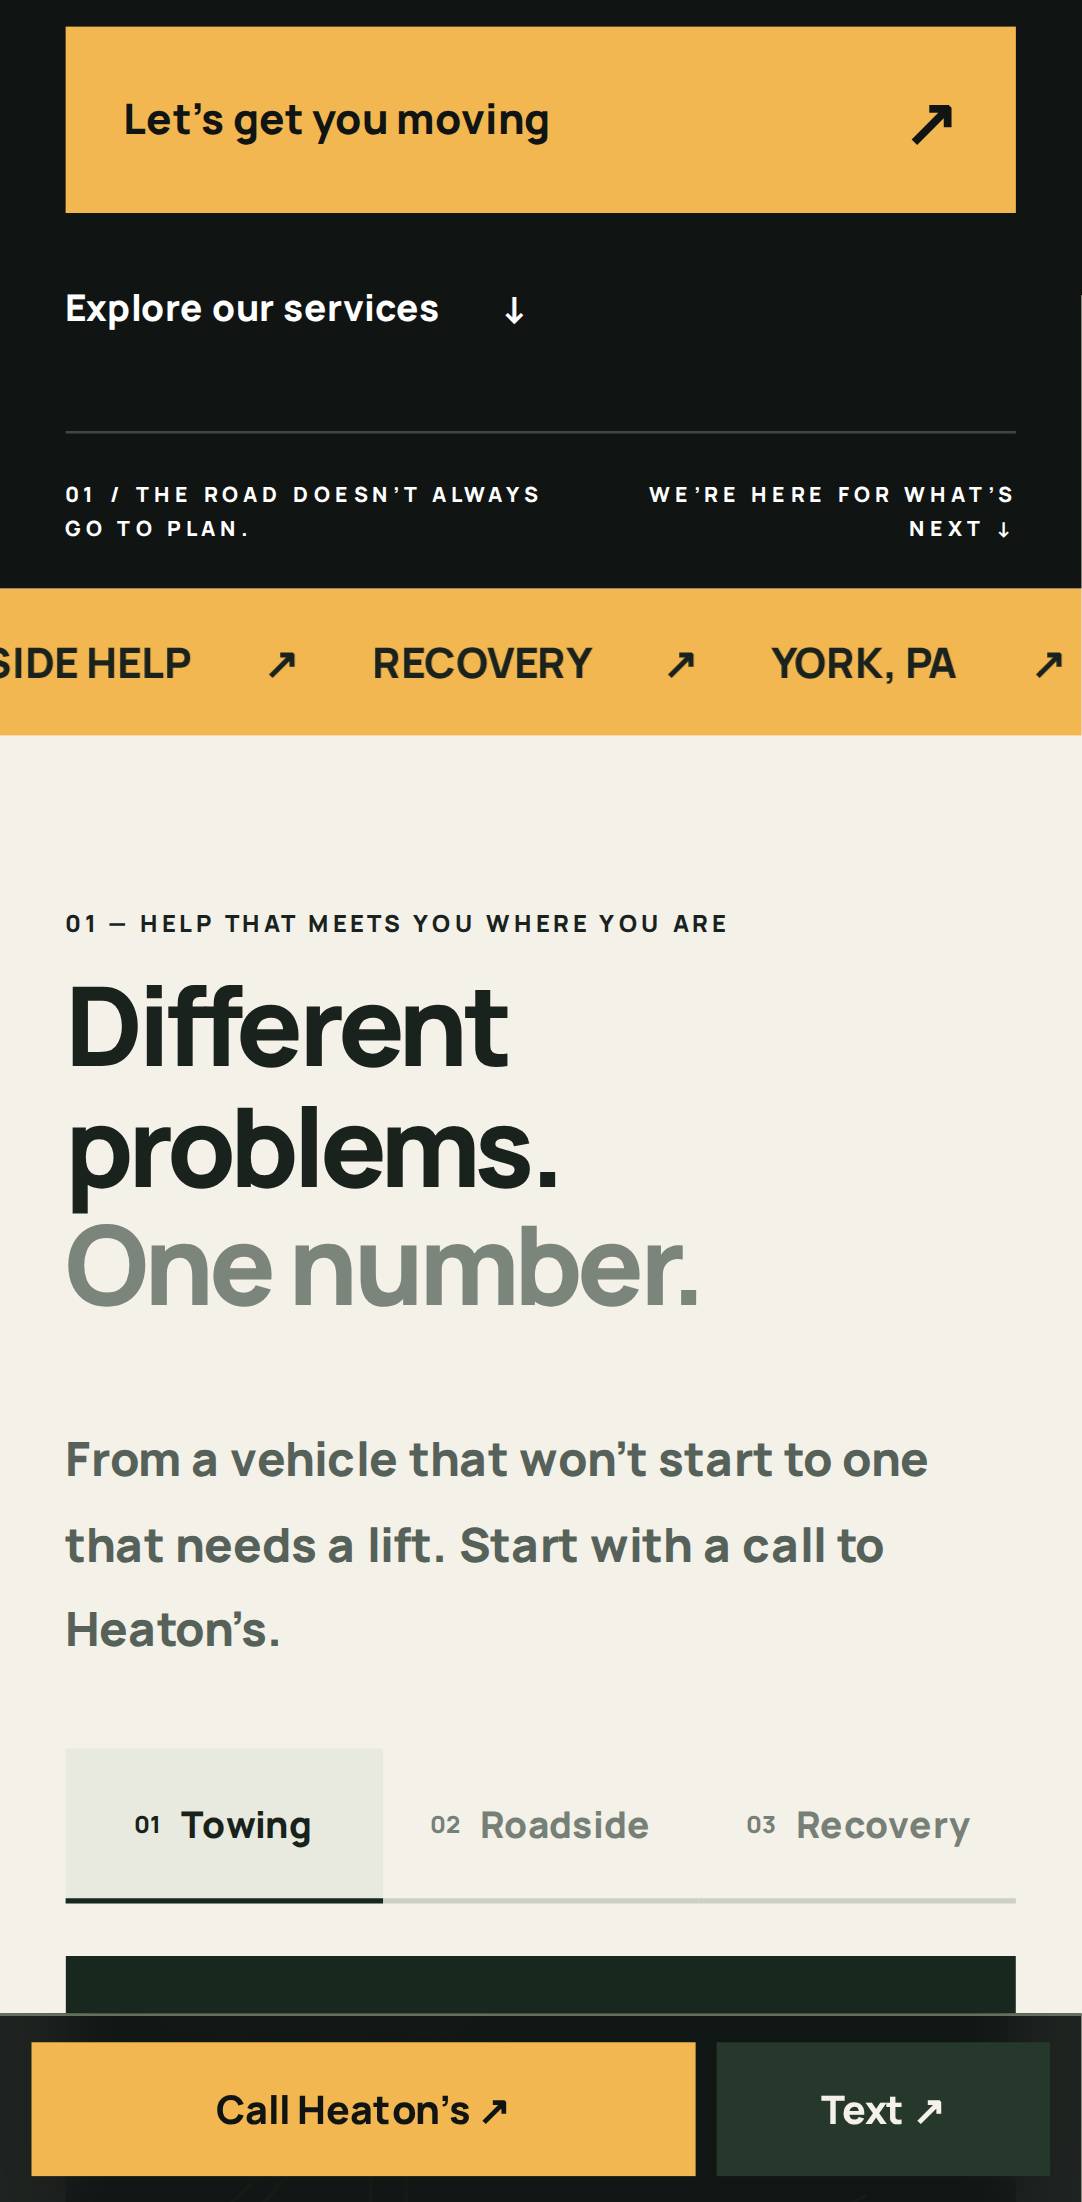 Let’s get you moving ↗
Explore our services ↓
01 / THE ROAD DOESN’T ALWAYS
GO TO PLAN.
WE’RE HERE FOR WHAT’S
NEXT ↓
SIDE HELP ↗ RECOVERY ↗ YORK, PA ↗
01 — HELP THAT MEETS YOU WHERE YOU ARE
Different
problems.
One number.
From a vehicle that won’t start to one
that needs a lift. Start with a call to
Heaton’s.
01 Towing 02 Roadside 03 Recovery
Call Heaton’s ↗ Text ↗